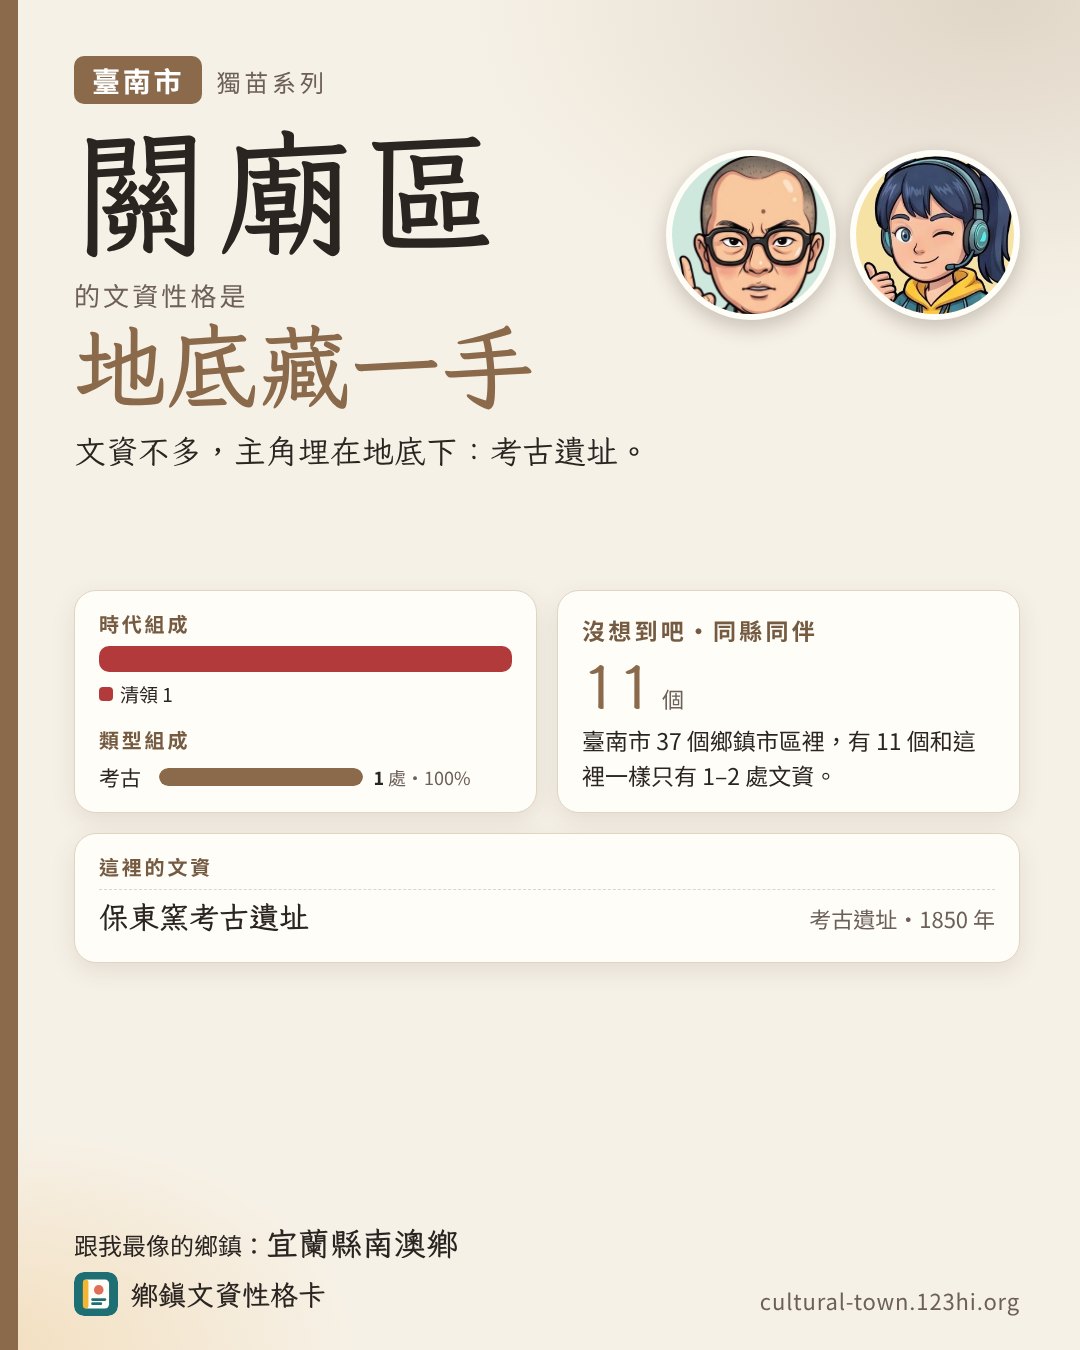 臺南市 獨苗系列
關廟區
的文資性格是
地底藏一手
文資不多，主角埋在地底下：考古遺址。
時代組成
清領 1
類型組成
考古 1 處・100%
沒想到吧・同縣同伴
11 個
臺南市 37 個鄉鎮市區裡，有 11 個和這
裡一樣只有 1–2 處文資。
這裡的文資
保東窯考古遺址 考古遺址・1850 年
跟我最像的鄉鎮：宜蘭縣南澳鄉
鄉鎮文資性格卡
cultural-town.123hi.org